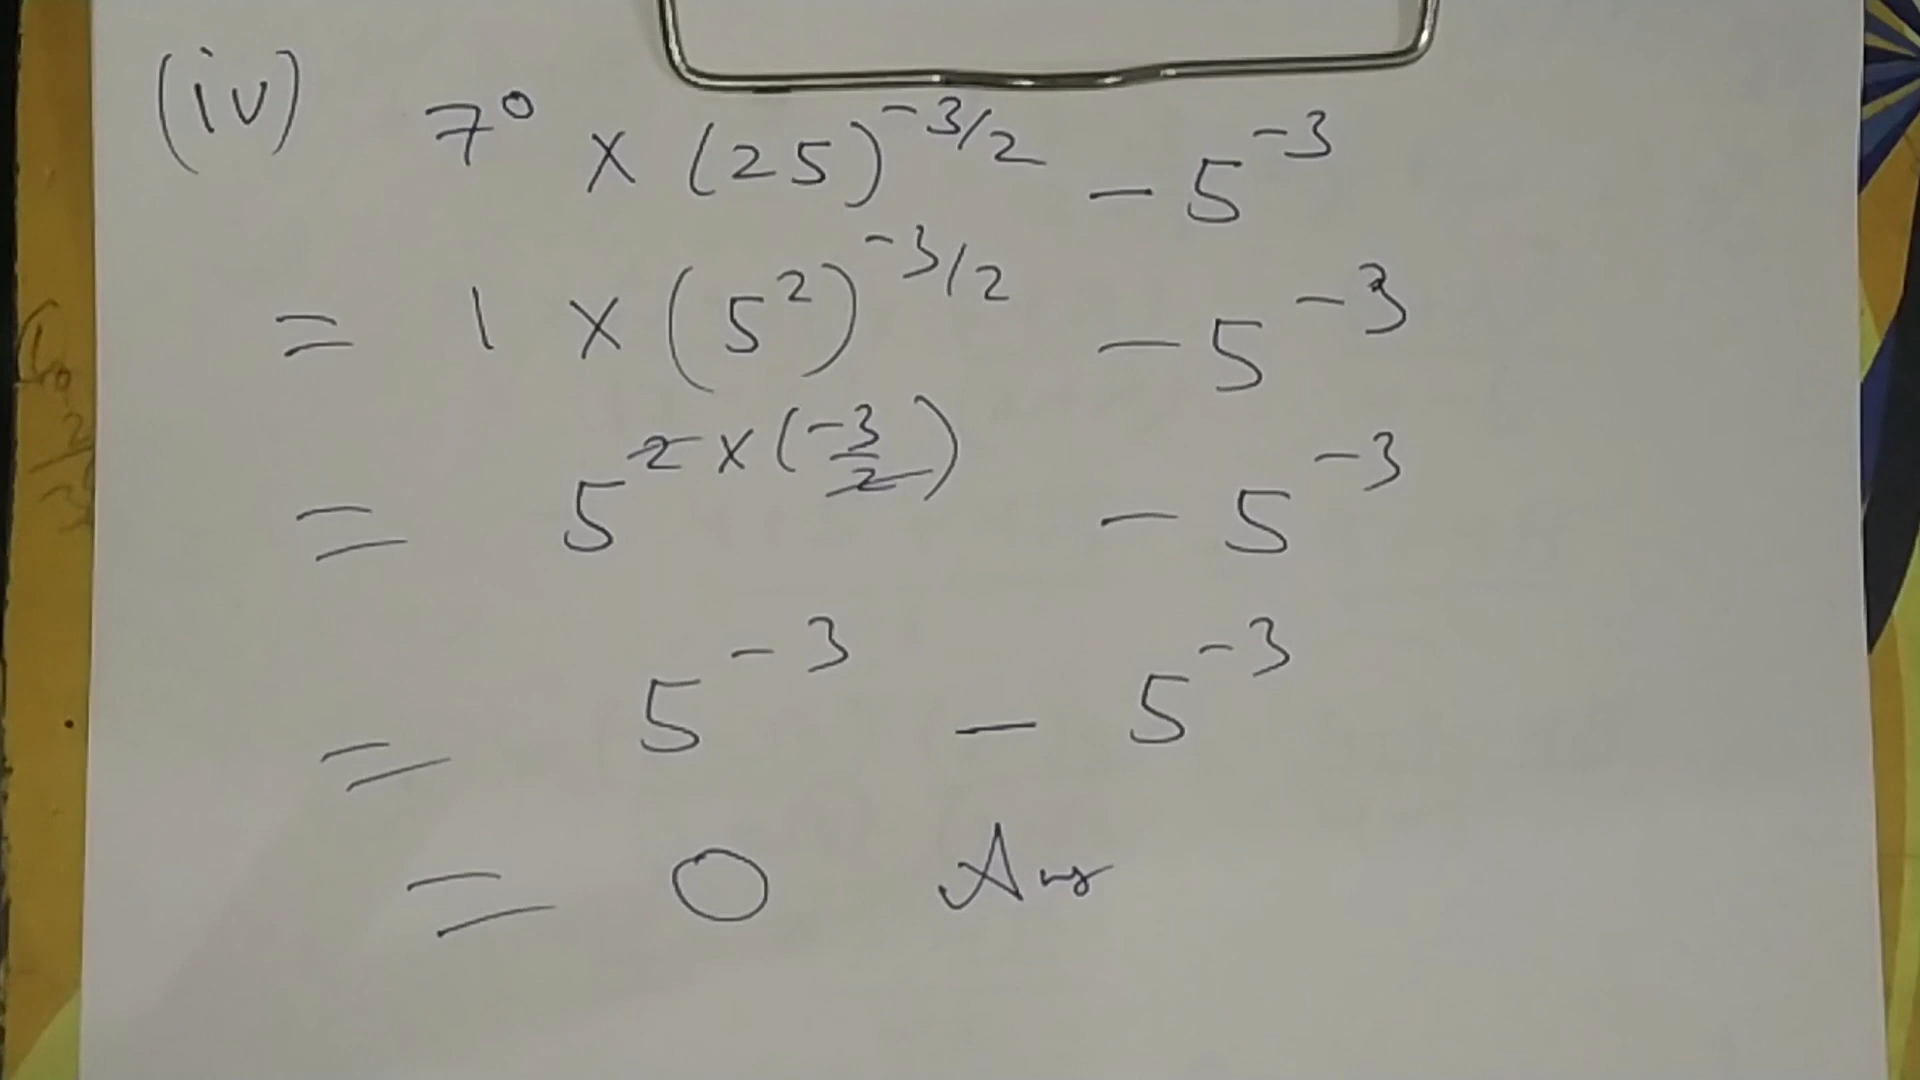 (iv) 7⁰ × (25)^-3/2 - 5^-3
= 1 × (5²)^-3/2 - 5^-3
= 5^2×(-3/2) - 5^-3
= 5^-3 - 5^-3
= 0 Ans